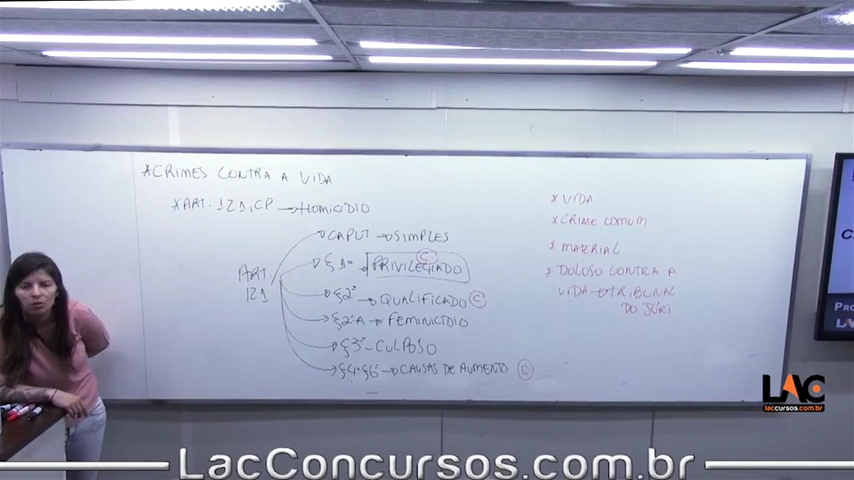 *CRIMES CONTRA A VIDA
*ART. 121, CP → HOMICÍDIO
ART. 121
CAPUT → SIMPLES
§1º → PRIVILEGIADO C
§2º → QUALIFICADO C
§2º-A → FEMINICÍDIO
§3º - CULPOSO
§4º §6º → CAUSAS DE AUMENTO C
* VIDA
* CRIME COMUM
* MATERIAL
* DOLOSO CONTRA A
VIDA → TRIBUNAL
DO JÚRI
PRO
LAC
laccursos.com.br
LacConcursos.com.br